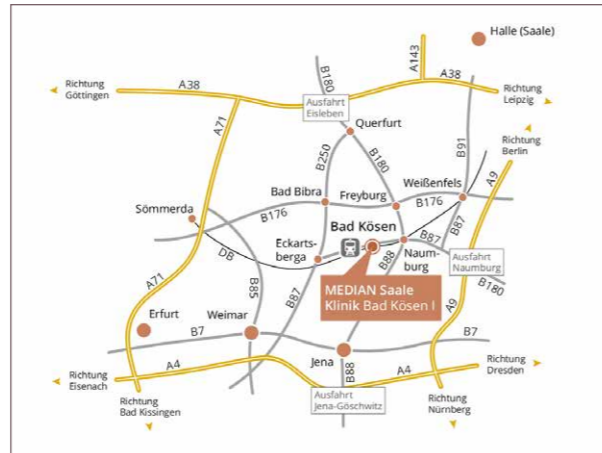 Halle (Saale)
A143
B180
A38
A38
Richtung
Göttingen
Richtung
Leipzig
Ausfahrt
Eisleben
A71
Querfurt
B91
Richtung
Berlin
B250
B180
A9
Bad Bibra
Freyburg
Weißenfels
B176
Sömmerda
B176
Bad Kösen
B87
B87
DB
Eckarts-
berga
Naum-
burg
Ausfahrt
Naumburg
B88
A71
B85
B87
MEDIAN Saale
Klinik Bad Kösen I
B180
A9
Erfurt
Weimar
B7
B7
Jena
Richtung
Eisenach
A4
B88
A4
Richtung
Dresden
Richtung
Bad Kissingen
Ausfahrt
Jena-Göschwitz
Richtung
Nürnberg